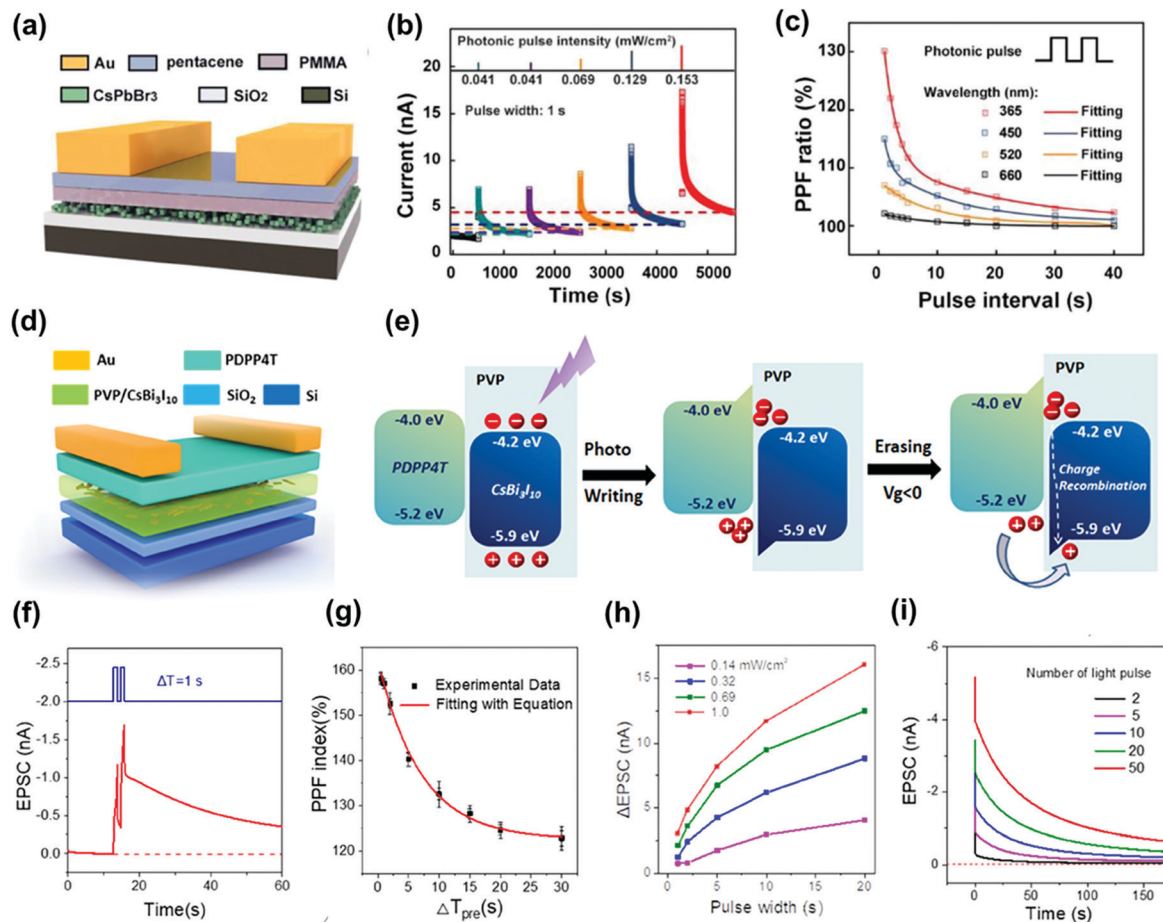 (a)
Au pentacene PMMA
CsPbBr₃ SiO₂ Si
(b)
Photonic pulse intensity (mW/cm²)
0.041 0.041 0.069 0.129 0.153
Pulse width: 1 s
Current (nA)
20
15
10
5
0
0 1000 2000 3000 4000 5000
Time (s)
(c)
Photonic pulse
Wavelength (nm):
365 Fitting
450 Fitting
520 Fitting
660 Fitting
PPF ratio (%)
130
120
110
100
0 10 20 30 40
Pulse interval (s)
(d)
Au PDPP4T
PVP/CsBi₃I₁₀ SiO₂ Si
(e)
PVP
-4.0 eV
-4.2 eV
PDPP4T
CsBi₃I₁₀
-5.2 eV
-5.9 eV
Photo
Writing
PVP
-4.0 eV
-4.2 eV
-5.2 eV
-5.9 eV
Erasing
Vg<0
PVP
-4.0 eV
-4.2 eV
Charge
Recombination
-5.2 eV
-5.9 eV
(f)
ΔT=1 s
EPSC (nA)
-2.5
-2.0
-1.5
-1.0
-0.5
0.0
0 20 40 60
Time(s)
(g)
Experimental Data
Fitting with Equation
PPF index(%)
160
150
140
130
120
0 5 10 15 20 25 30
ΔTpre(s)
(h)
0.14 mW/cm²
0.32
0.69
1.0
ΔEPSC (nA)
15
10
5
0
0 5 10 15 20
Pulse width (s)
(i)
Number of light pulse
2
5
10
20
50
EPSC (nA)
-6
-4
-2
0
0 50 100 150
Time (s)